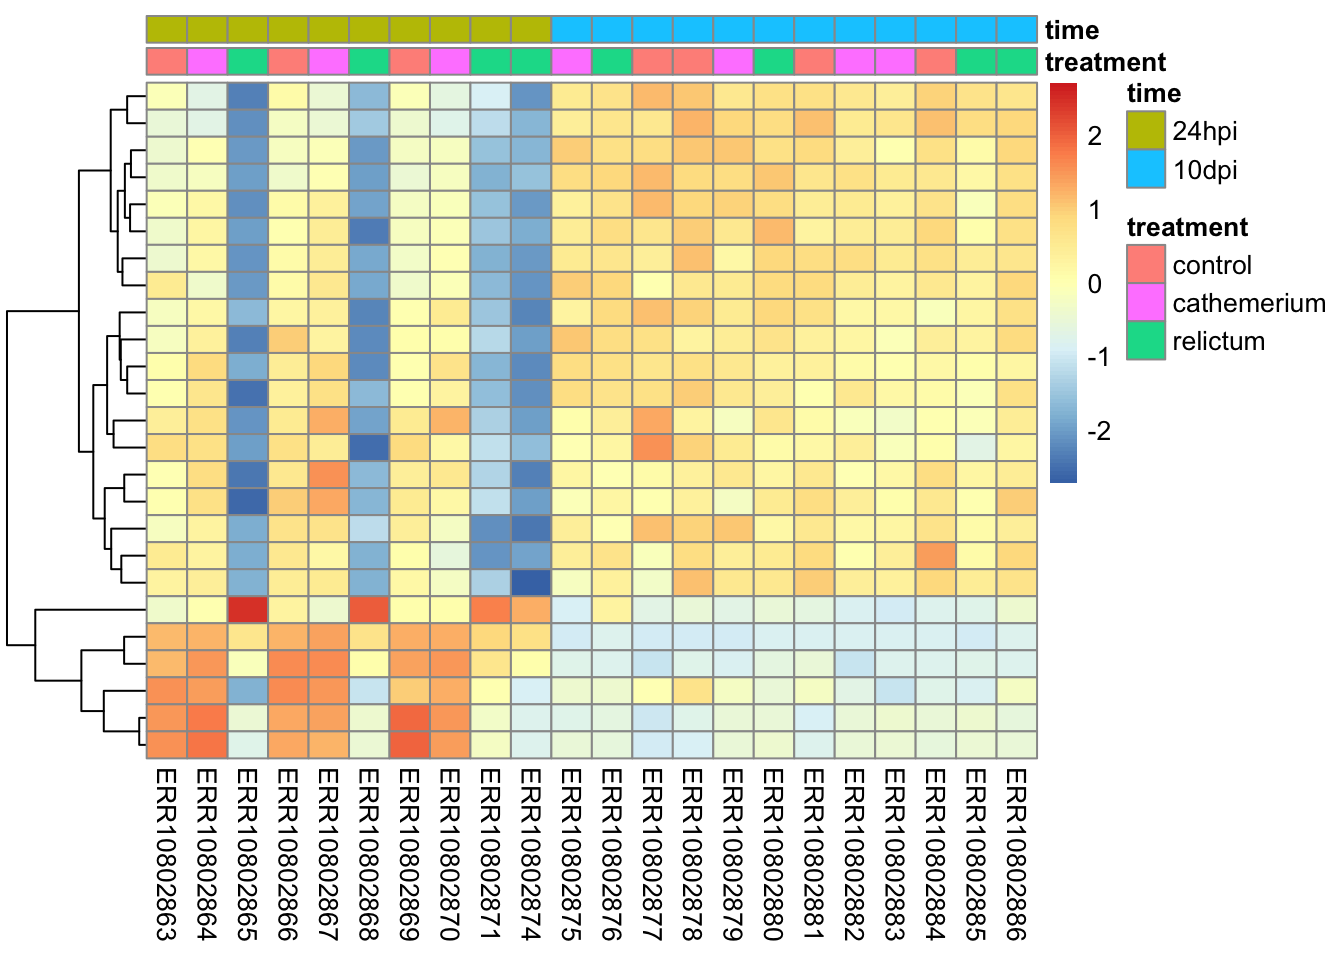 time
treatment
2
1
0
-1
-2
time
24hpi
10dpi
treatment
control
cathemerium
relictum
ERR10802863
ERR10802864
ERR10802865
ERR10802866
ERR10802867
ERR10802868
ERR10802869
ERR10802870
ERR10802871
ERR10802874
ERR10802875
ERR10802876
ERR10802877
ERR10802878
ERR10802879
ERR10802880
ERR10802881
ERR10802882
ERR10802883
ERR10802884
ERR10802885
ERR10802886